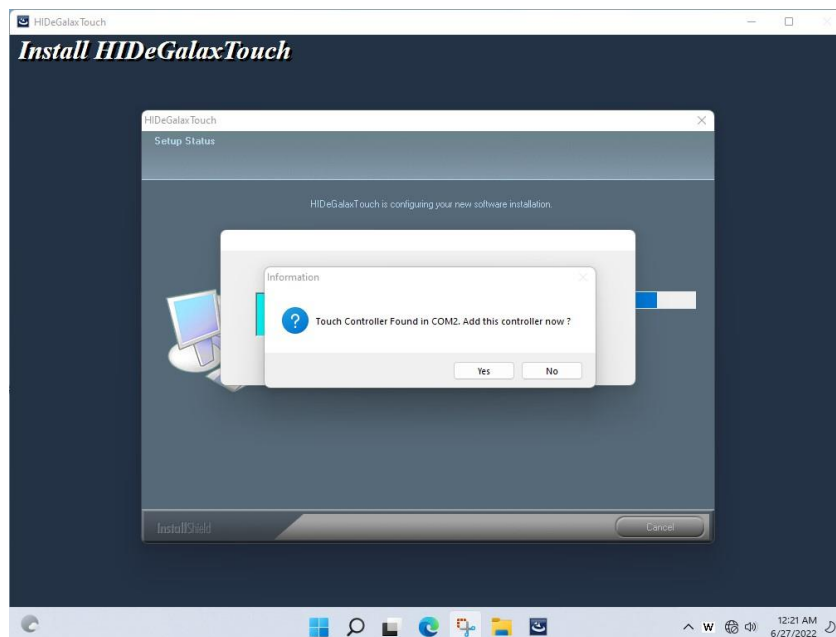 HIDeGalaxTouch
Install HIDeGalaxTouch
HIDeGalaxTouch
Setup Status
HIDeGalaxTouch is configuring your new software installation.
Information
Touch Controller Found in COM2. Add this controller now ?
Yes
No
InstallShield
Cancel
W
12:21 AM
6/27/2022